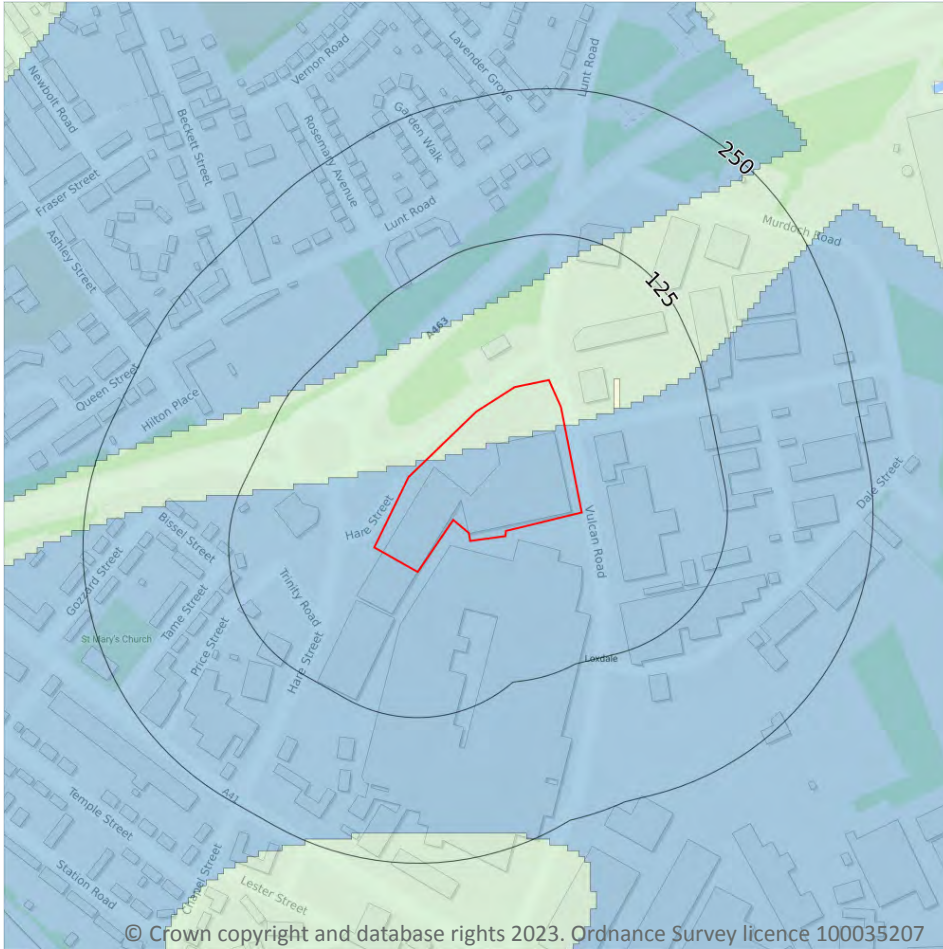 Newbolt Road
Beckett Street
Vernon Road
Rosemary Avenue
Garden Walk
Lavender Grove
Lunt Road
250
Fraser Street
Lunt Road
Ashley Street
Murdoch Road
125
A463
Queen Street
Hilton Place
Hare Street
Dale Street
Bissel Street
Vulcan Road
Gozzard Street
Trinity Road
Tame Street
St Mary's Church
Price Street
Hare Street
Loxdale
A41
Temple Street
Station Road
Chapel Street
Lester Street
© Crown copyright and database rights 2023. Ordnance Survey licence 100035207